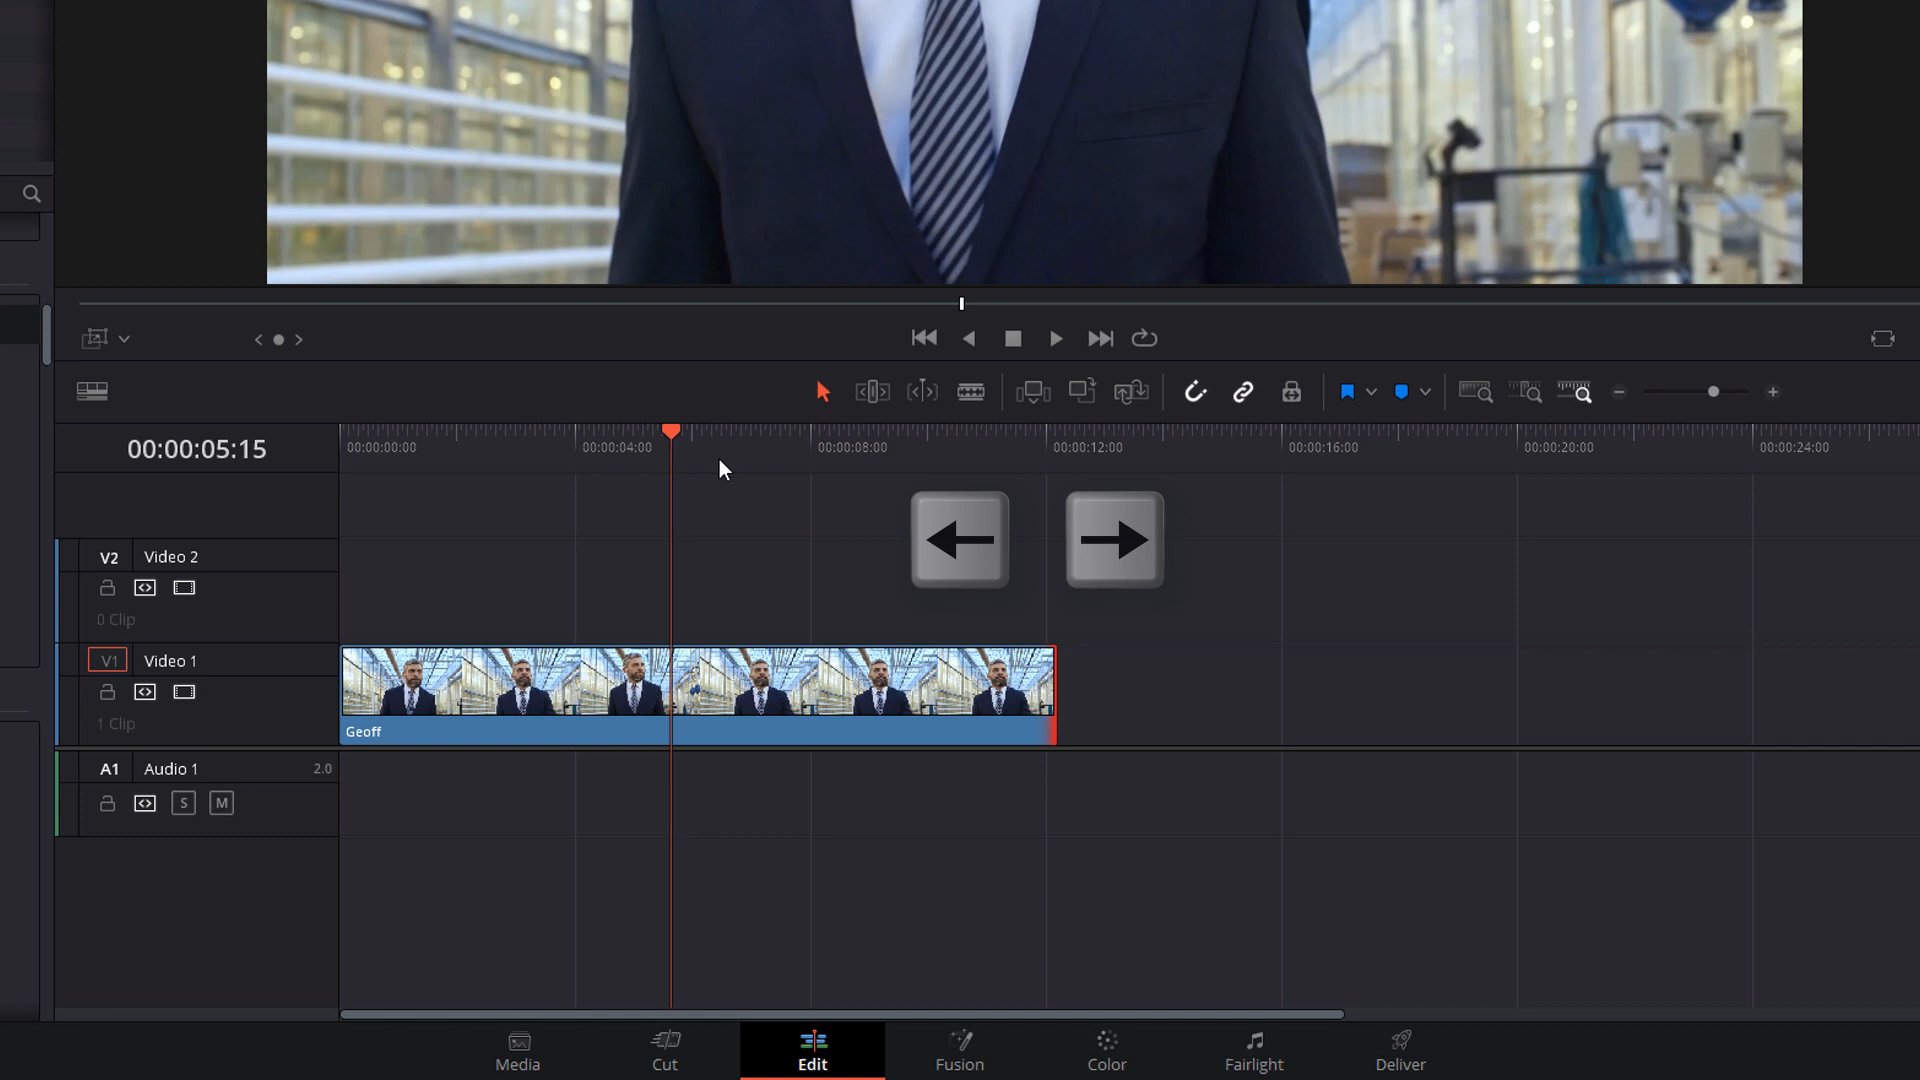 00:00:05:15
00:00:00:00
00:00:04:00
00:00:08:00
00:00:12:00
00:00:16:00
00:00:20:00
00:00:24:00
V2 Video 2
0 Clip
V1 Video 1
1 Clip
Geoff
A1 Audio 1 2.0
S M
Media Cut Edit Fusion Color Fairlight Deliver